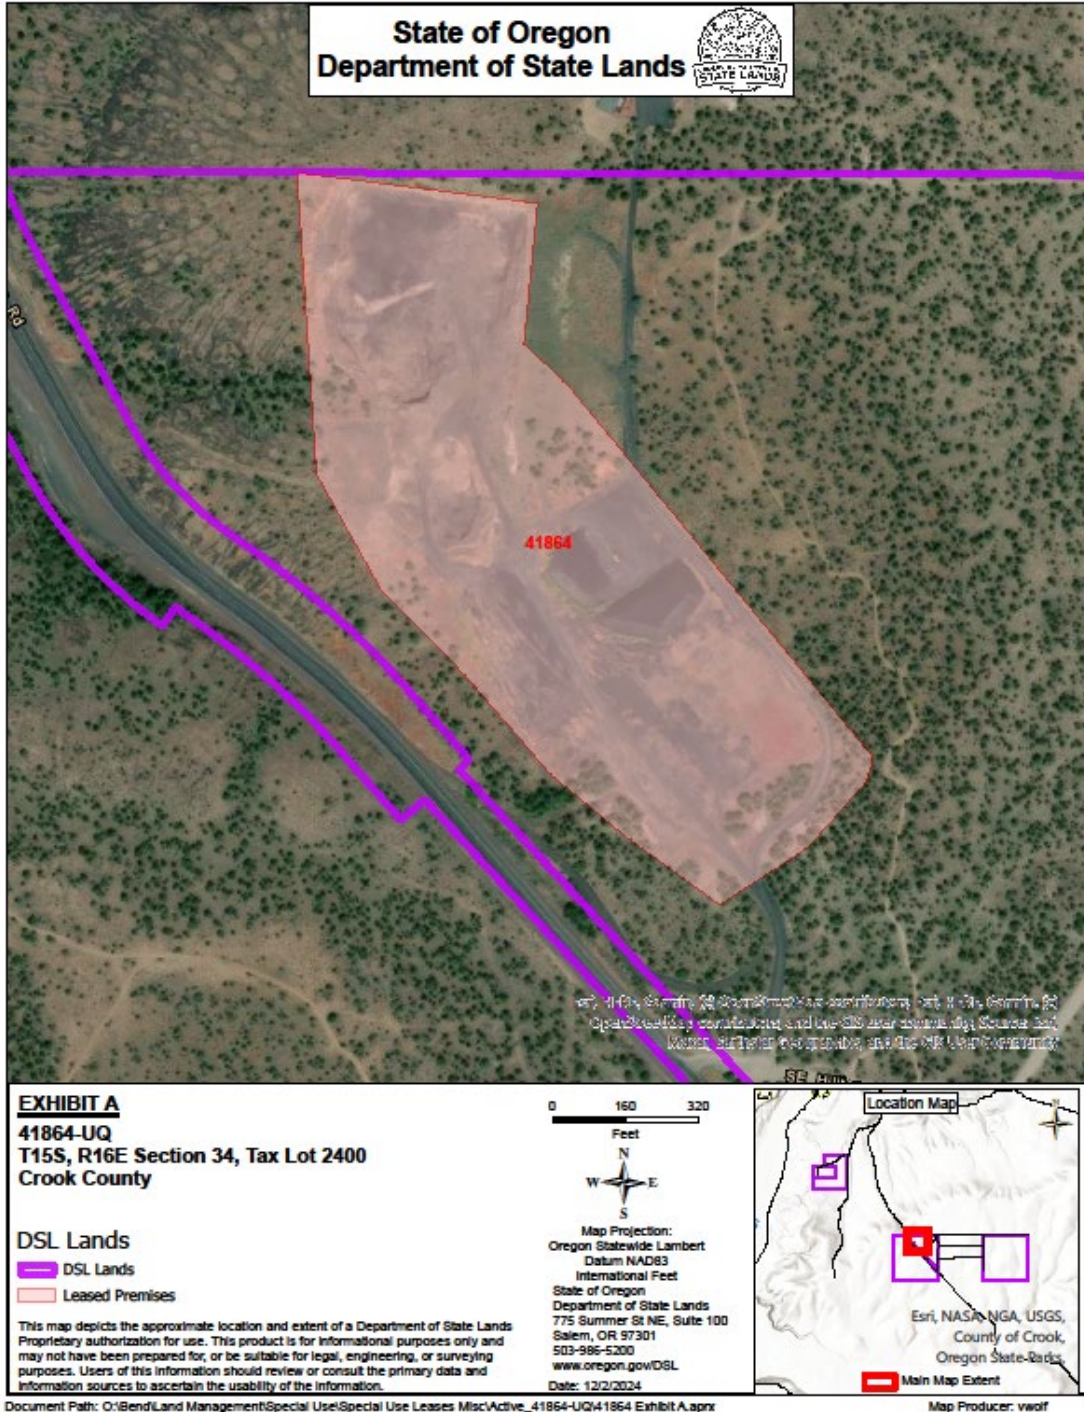 State of Oregon
Department of State Lands
STATE LANDS
Rd
41864
SE
EXHIBIT A
41864-UQ
T15S, R16E Section 34, Tax Lot 2400
Crook County
DSL Lands
DSL Lands
Leased Premises
This map depicts the approximate location and extent of a Department of State Lands
Proprietary authorization for use. This product is for informational purposes only and
may not have been prepared for, or be suitable for legal, engineering, or surveying
purposes. Users of this information should review or consult the primary data and
information sources to ascertain the usability of the information.
0 160 320
Feet
N
W E
S
Map Projection:
Oregon Statewide Lambert
Datum NAD83
International Feet
State of Oregon
Department of State Lands
775 Summer St NE, Suite 100
Salem, OR 97301
503-986-5200
www.oregon.gov/DSL
Date: 12/2/2024
Location Map
N
Esri, NASA, NGA, USGS,
County of Crook,
Oregon State Parks
Main Map Extent
Document Path: O:\Bend\Land Management\Special Use\Special Use Leases Misc\Active_41864-UQ\41864 Exhibit A.aprx
Map Producer: vwolf